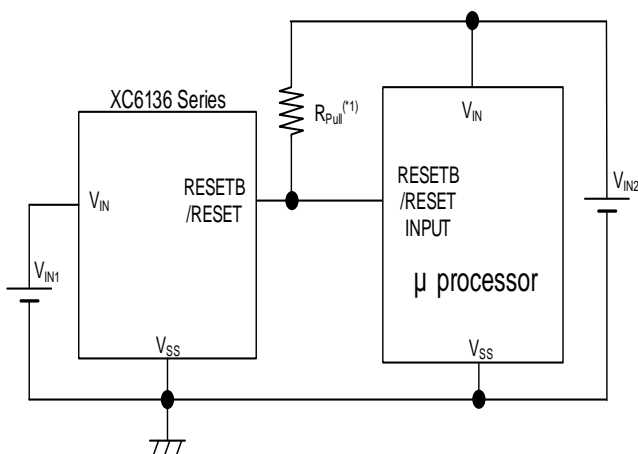 XC6136 Series
V_IN
RESETB
/RESET
V_SS
V_IN1
R_Pull(*1)
V_IN
RESETB
/RESET
INPUT
μ processor
V_SS
V_IN2